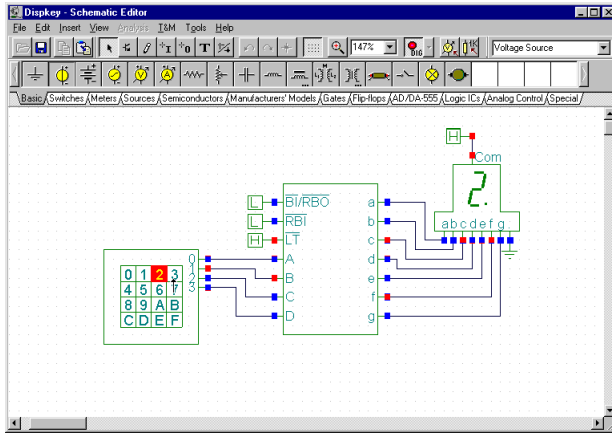 Dispkey - Schematic Editor
File Edit Insert View Analysis T&M Tools Help
T 147% DIG Voltage Source
Basic Switches Meters Sources Semiconductors Manufacturers' Models Gates Flip-flops AD/DA-555 Logic ICs Analog Control Special
H
Com
2.
abcdefg.
L BI/RBO a
L RBI b
H LT c
0 A d
1 B e
2 C f
3 D g
0 1 2 3
4 5 6 7
8 9 A B
C D E F